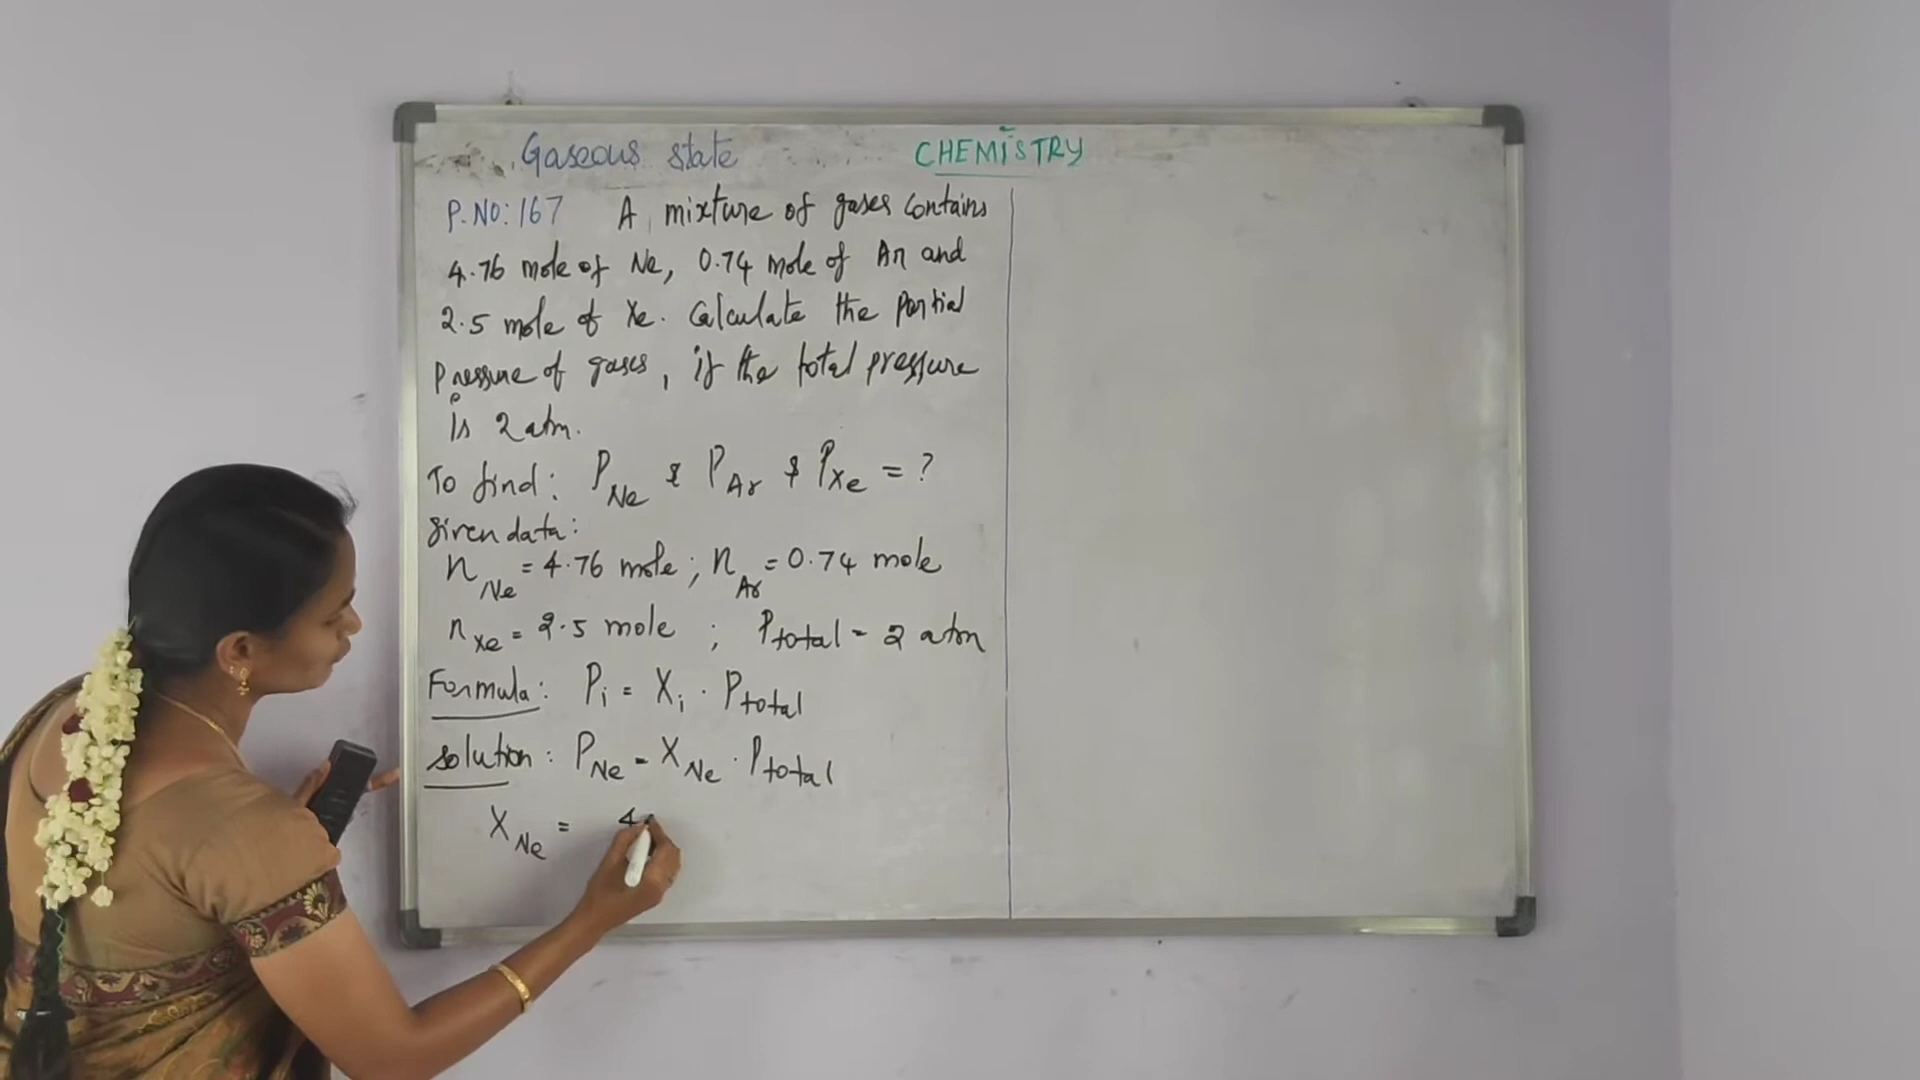 Gaseous state
CHEMISTRY
P.NO: 167 A mixture of gases contains
4.76 mole of Ne, 0.74 mole of Ar and
2.5 mole of Xe. Calculate the partial
Pressure of gases, if the total pressure
is 2 atm.
To find: P_Ne & P_Ar & P_Xe = ?
Given data:
n_Ne = 4.76 mole ; n_Ar = 0.74 mole
n_Xe = 2.5 mole ; P_total = 2 atm
Formula: P_i = X_i . P_total
solution: P_Ne = X_Ne . P_total
X_Ne = 4.